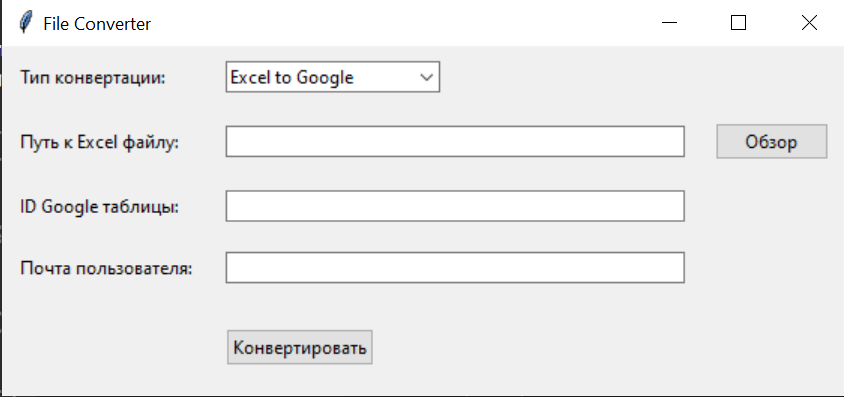 File Converter
Тип конвертации: Excel to Google
Путь к Excel файлу: Обзор
ID Google таблицы:
Почта пользователя:
Конвертировать